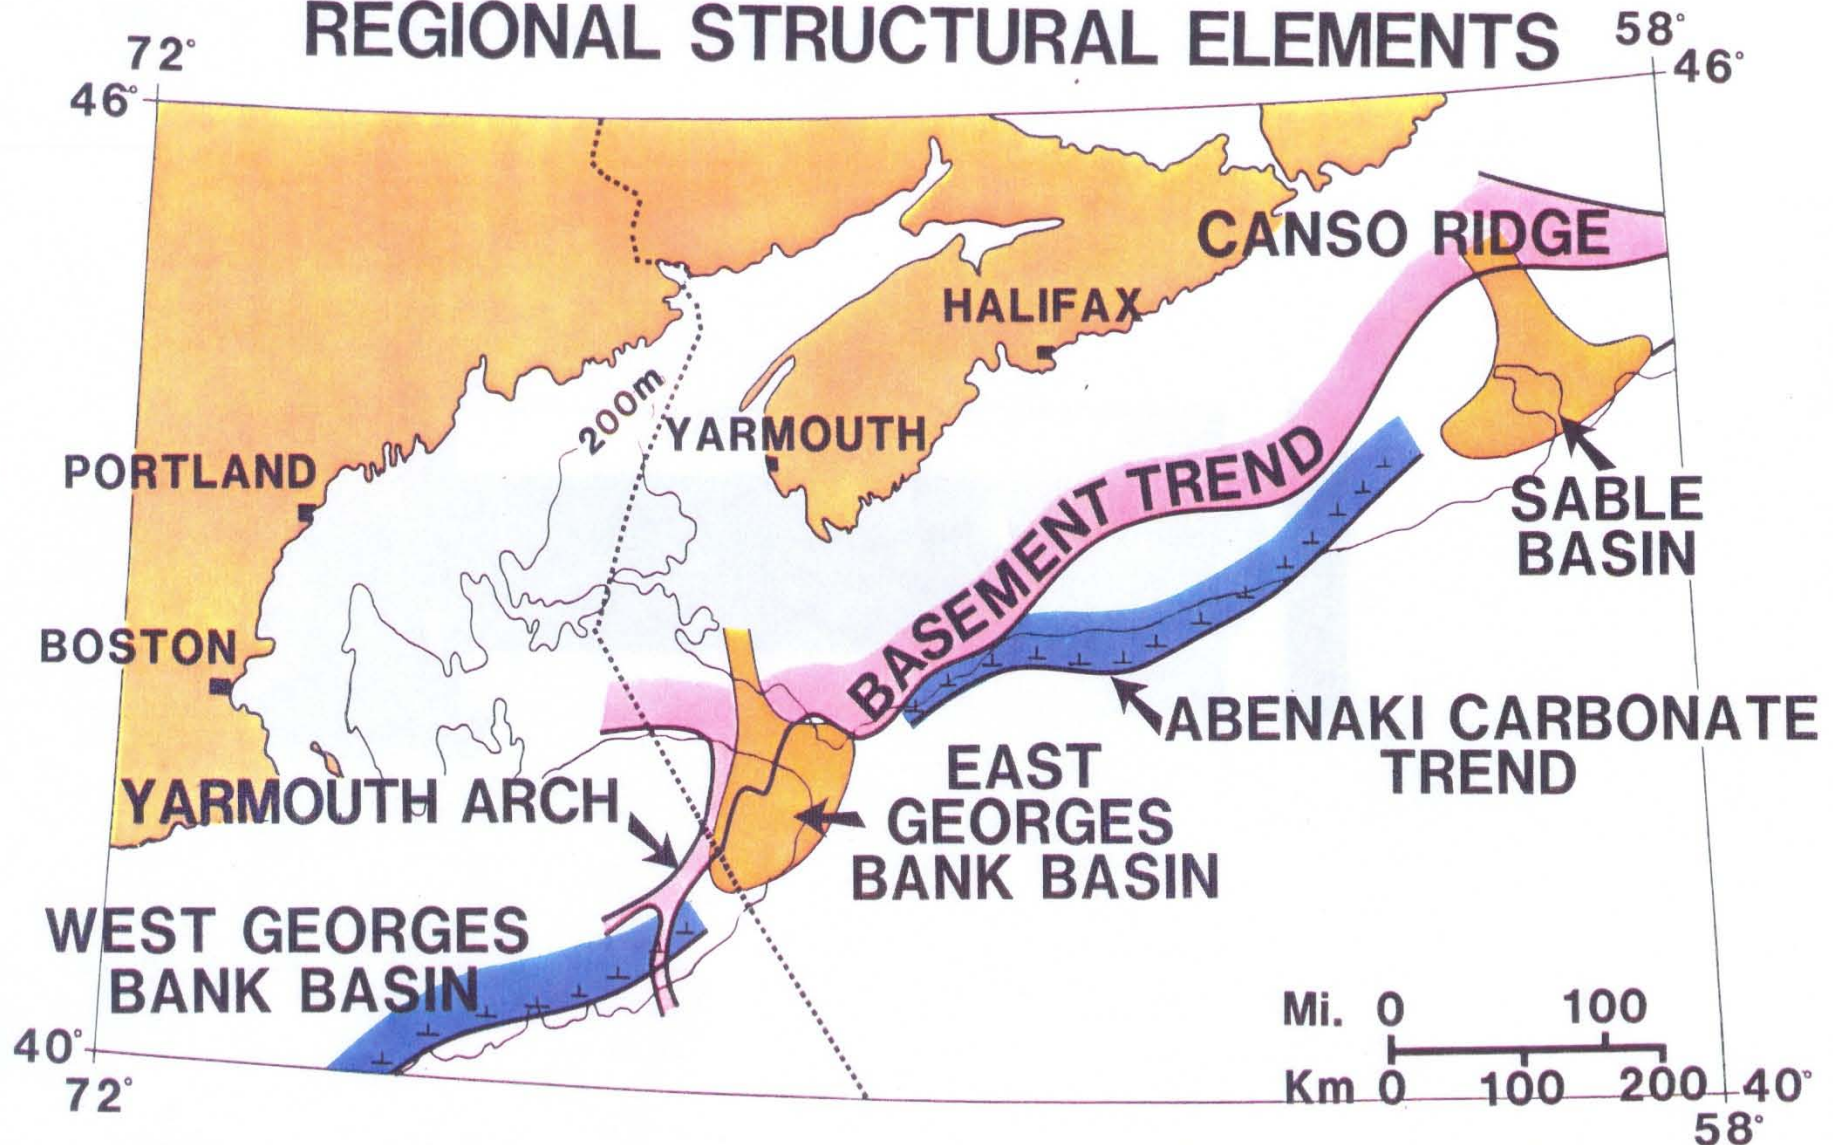 REGIONAL STRUCTURAL ELEMENTS
72°
58°
46°
46°
CANSO RIDGE
HALIFAX
200m
YARMOUTH
PORTLAND
BASEMENT TREND
SABLE
BASIN
BOSTON
ABENAKI CARBONATE
TREND
EAST
GEORGES
BANK BASIN
YARMOUTH ARCH
WEST GEORGES
BANK BASIN
Mi. 0 100
Km 0 100 200
40°
40°
72°
58°